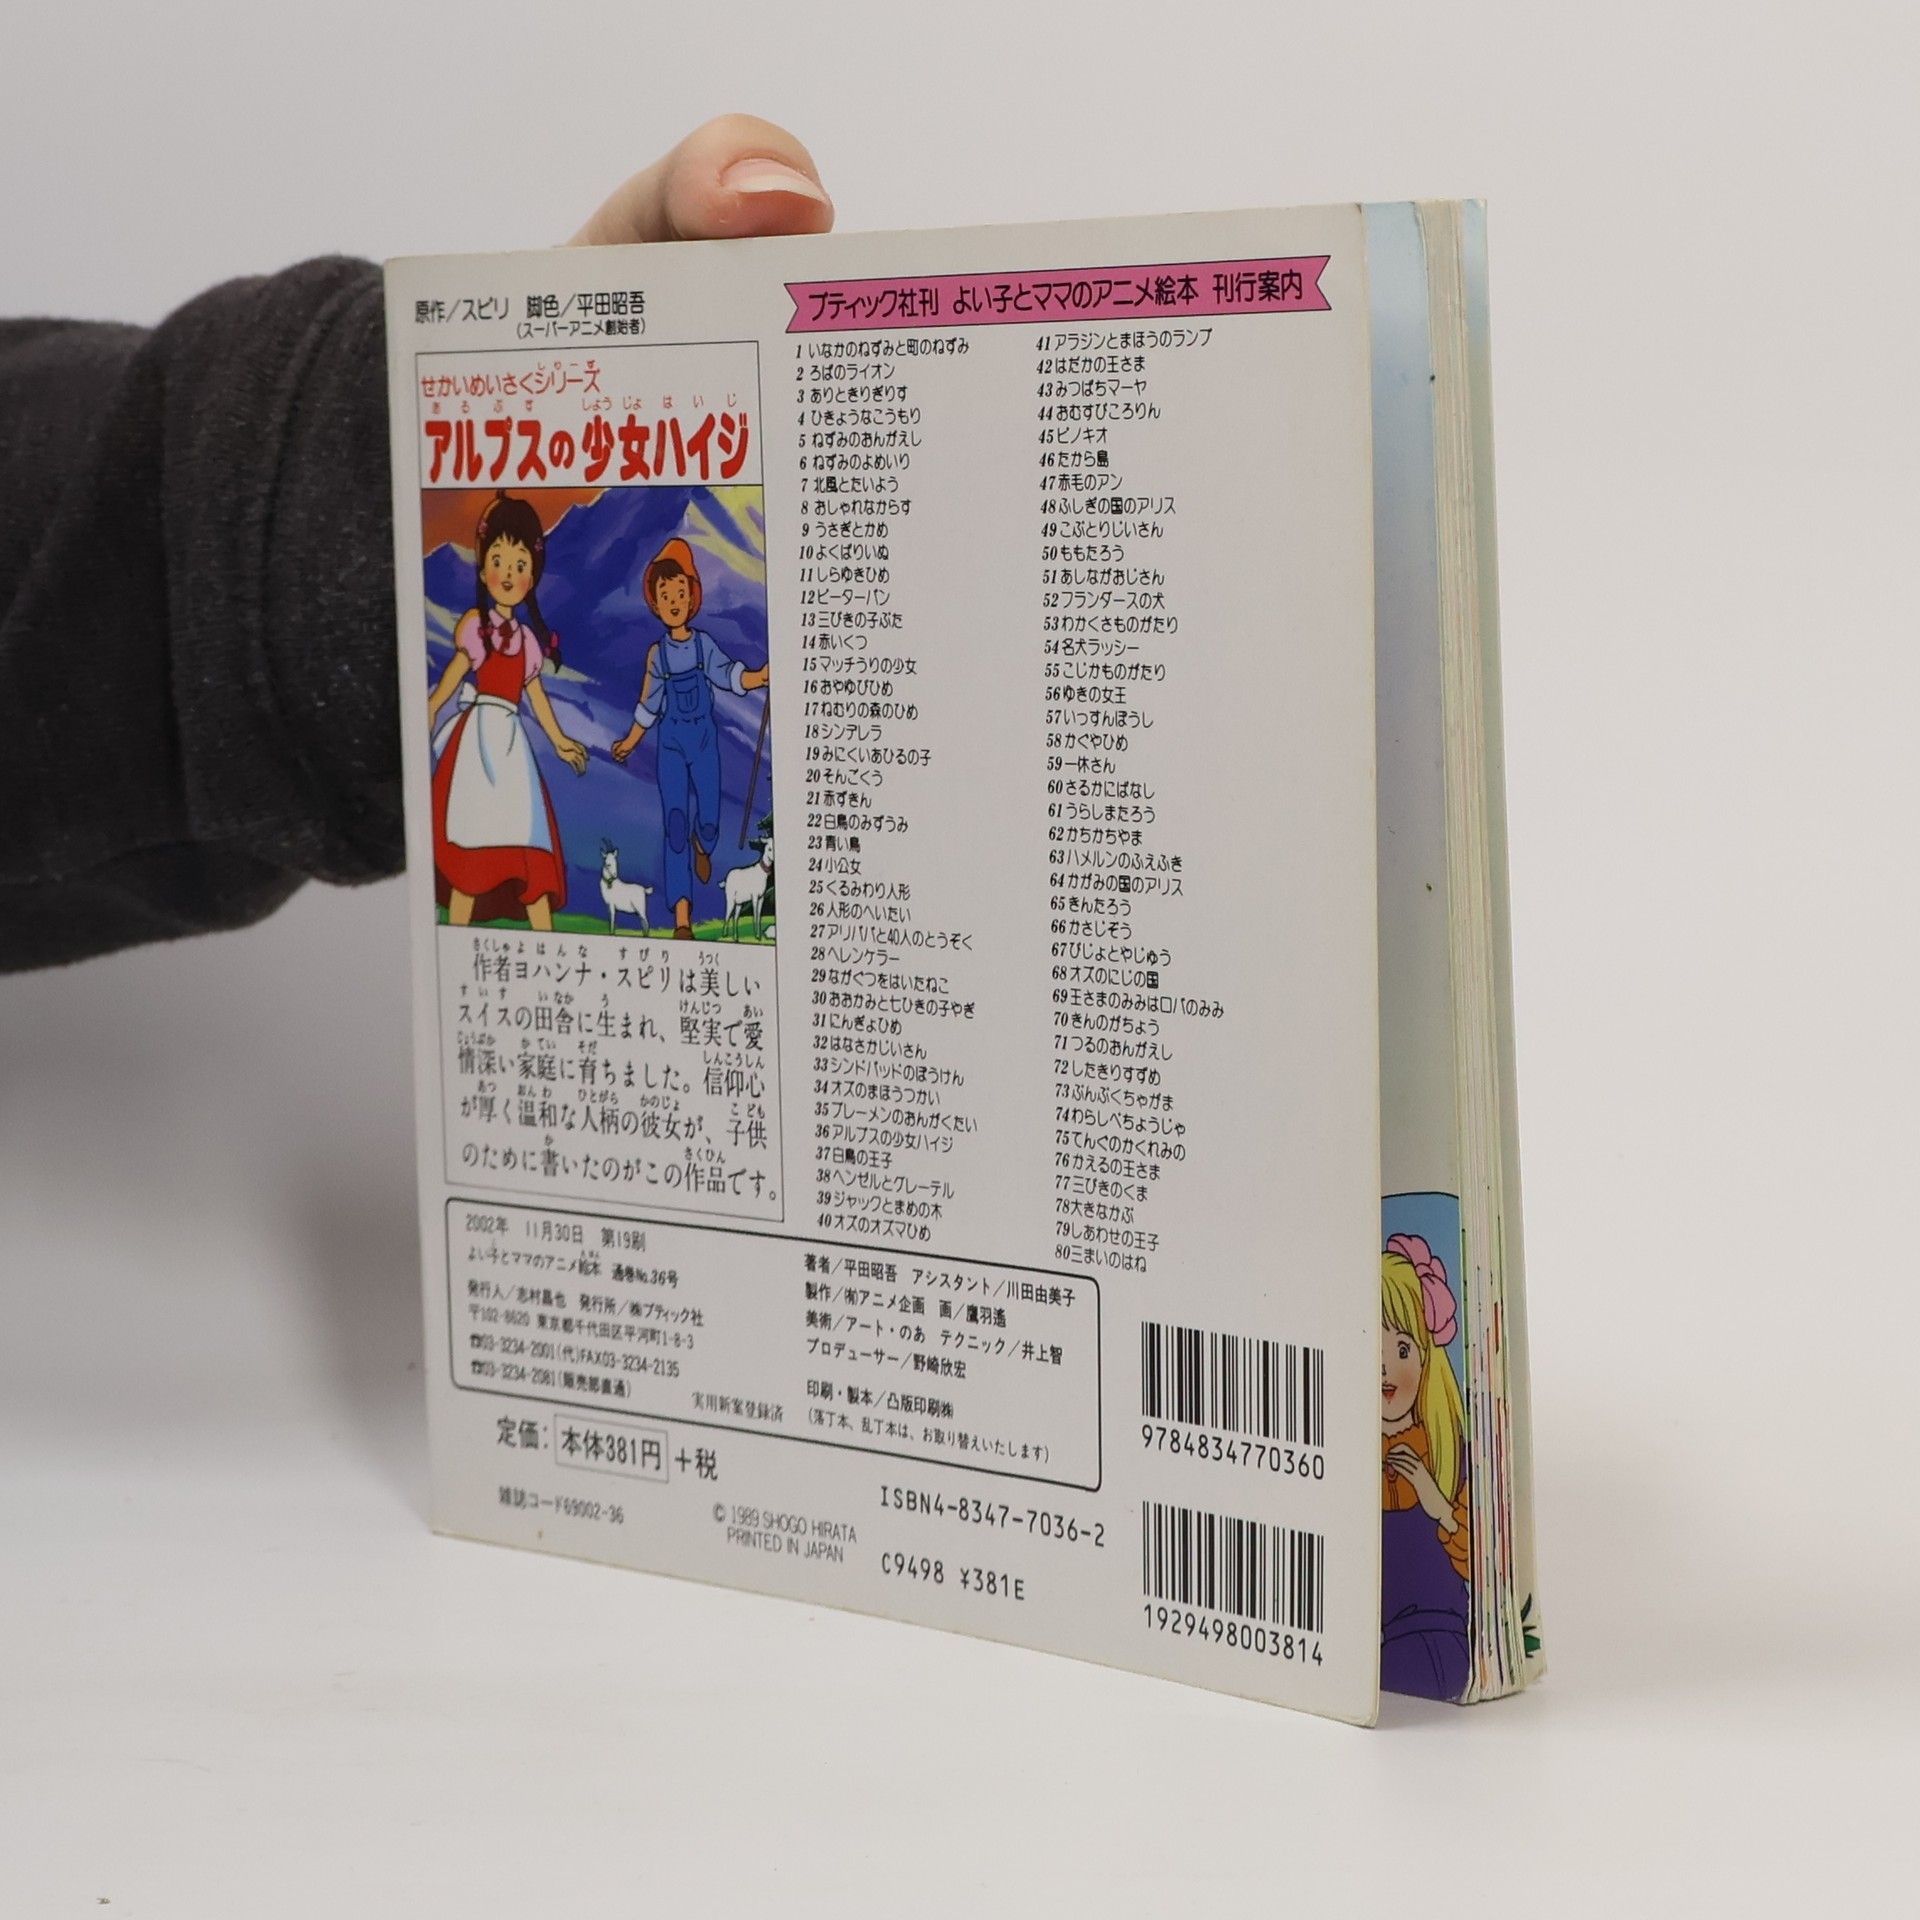 原作/スピリ 脚色/平田昭吾
(スーパーアニメ創始者)
せかいめいさくシリーズ
アルプスの少女ハイジ
作者ヨハンナ・スピリは美しい
スイスの田舎に生まれ、堅実で愛
情深い家庭に育ちました。信仰心
が厚く温和な人柄の彼女が、子供
のために書いたのがこの作品です。
ブティック社刊 よい子とママのアニメ絵本 刊行案内
1 いなかのねずみと町のねずみ
2 ろばのライオン
3 ありときりぎりす
4 ひきょうなこうもり
5 ねずみのおんがえし
6 ねずみのよめいり
7 北風とたいよう
8 おしゃれなからす
9 うさぎとかめ
10 よくばりいぬ
11 しらゆきひめ
12 ピーターパン
13 三びきの子ぶた
14 赤いくつ
15 マッチうりの少女
16 おやゆびひめ
17 ねむりの森のひめ
18 シンデレラ
19 みにくいあひるの子
20 そんごくう
21 赤ずきん
22 白鳥のみずうみ
23 青い鳥
24 小公女
25 くるみわり人形
26 人形のへいたい
27 アリババと40人のとうぞく
28 ヘレンケラー
29 ながぐつをはいたねこ
30 おおかみと七ひきの子やぎ
31 にんぎょひめ
32 はなさかじいさん
33 シンドバッドのぼうけん
34 オズのまほうつかい
35 ブレーメンのおんがくたい
36 アルプスの少女ハイジ
37 白鳥の王子
38 ヘンゼルとグレーテル
39 ジャックとまめの木
40 オズのオズマひめ
41 アラジンとまほうのランプ
42 はだかの王さま
43 みつばちマーヤ
44 おむすびころりん
45 ピノキオ
46 たから島
47 赤毛のアン
48 ふしぎの国のアリス
49 こぶとりじいさん
50 ももたろう
51 あしながおじさん
52 フランダースの犬
53 わかくさものがたり
54 名犬ラッシー
55 こじかものがたり
56 ゆきの女王
57 いっすんぼうし
58 かぐやひめ
59 一休さん
60 さるかにばなし
61 うらしまたろう
62 かちかちやま
63 ハメルンのふえふき
64 かがみの国のアリス
65 きんたろう
66 かさじぞう
67 びじょとやじゅう
68 オズのにじの国
69 王さまのみみはロバのみみ
70 きんのがちょう
71 つるのおんがえし
72 したきりすずめ
73 ぶんぶくちゃがま
74 わらしべちょうじゃ
75 てんぐのかくれみの
76 かえるの王さま
77 三びきのくま
78 大きなかぶ
79 しあわせの王子
80 三まいのはね
2002年 11月30日 第19刷
よい子とママのアニメ絵本 通巻No.36号
発行人/志村昌也 発行所/㈱ブティック社
〒102-8620 東京都千代田区平河町1-8-3
☎03-3234-2001(代)FAX03-3234-2135
☎03-3234-2081(販売部直通)
実用新案登録済
著者/平田昭吾 アシスタント/川田由美子
製作/㈲アニメ企画 画/鷹羽遙
美術/アート・のあ テクニック/井上智
プロデューサー/野崎欣宏
印刷・製本/凸版印刷㈱
(落丁本、乱丁本は、お取り替えいたします)
定価: 本体381円 +税
雑誌コード69002-36
© 1989 SHOGO HIRATA
PRINTED IN JAPAN
ISBN4-8347-7036-2
C9498 ¥381E
9784834770360
1929498003814